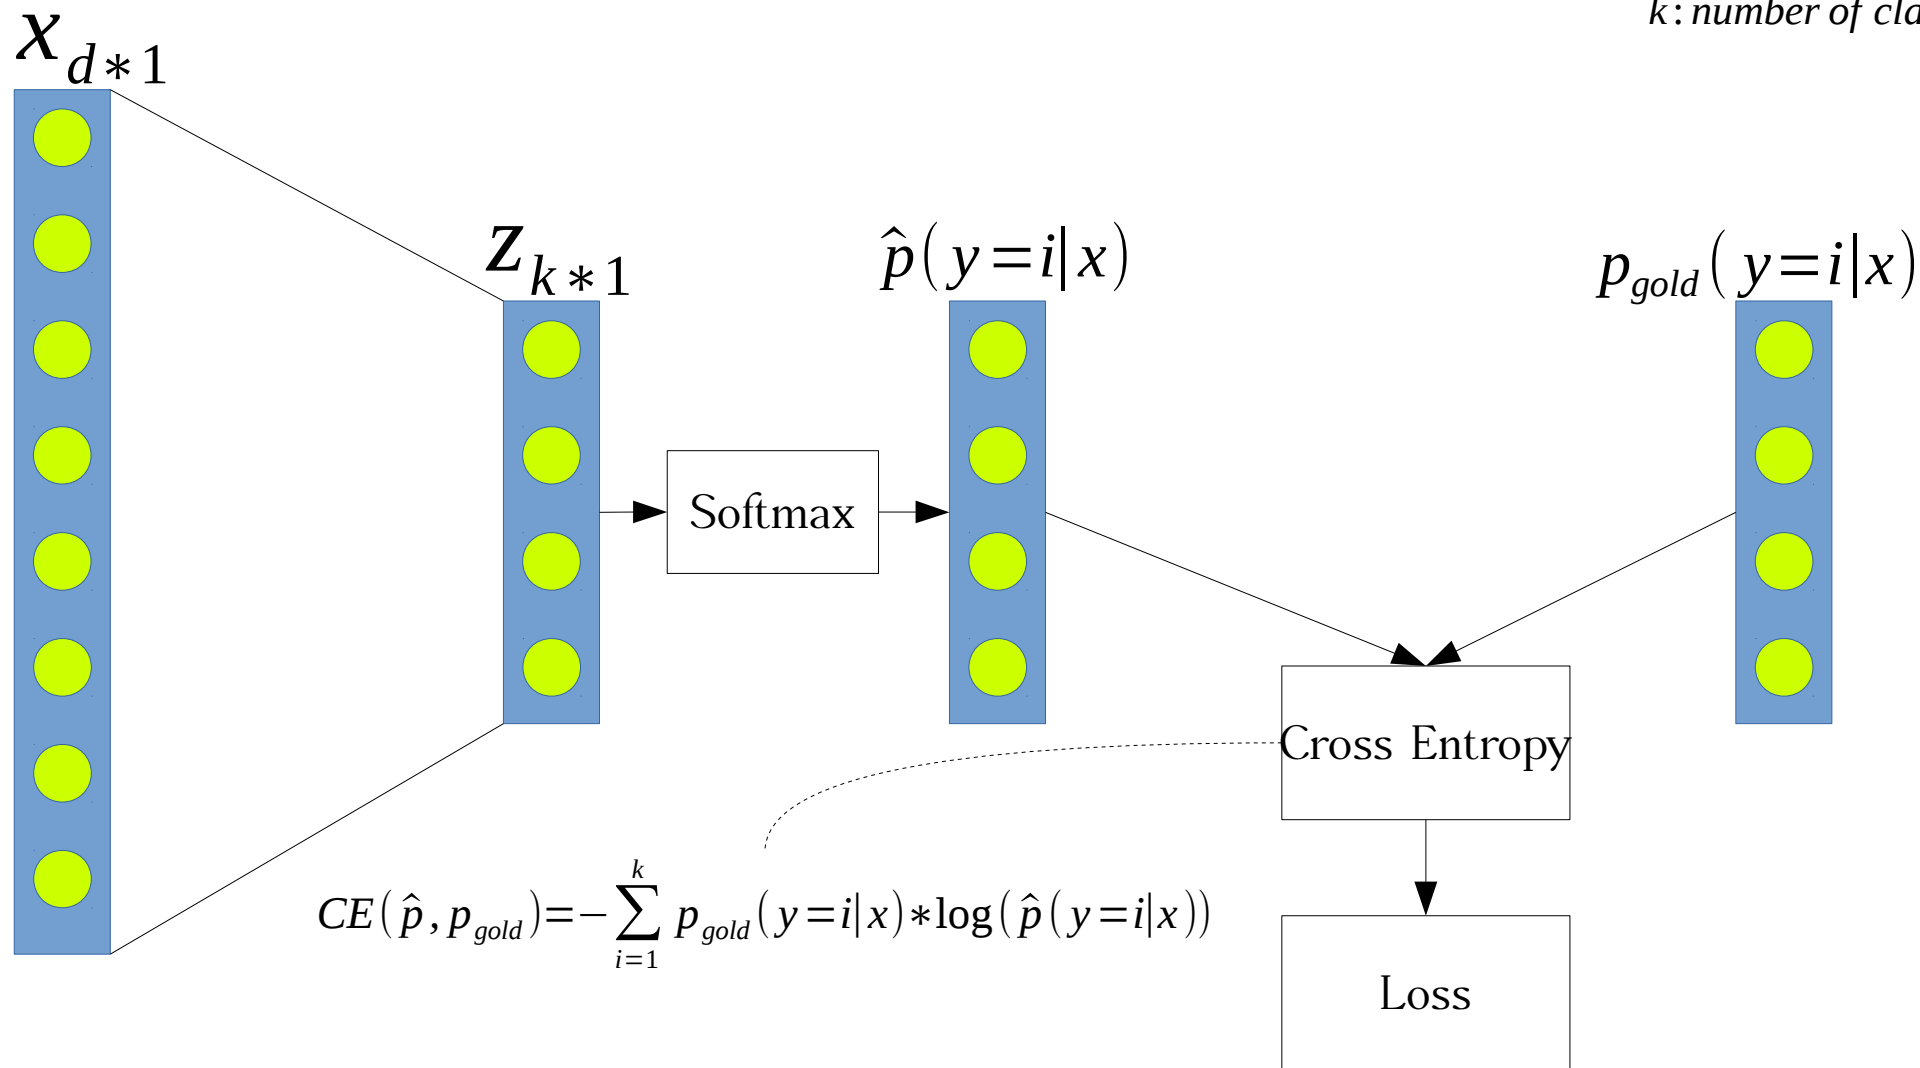 k: number of cla
x d*1
z k*1
p̂(y=i|x)
p gold (y=i|x)
Softmax
Cross Entropy
CE(p̂, p gold)=−∑ i=1 k p gold (y=i|x)*log(p̂(y=i|x))
Loss